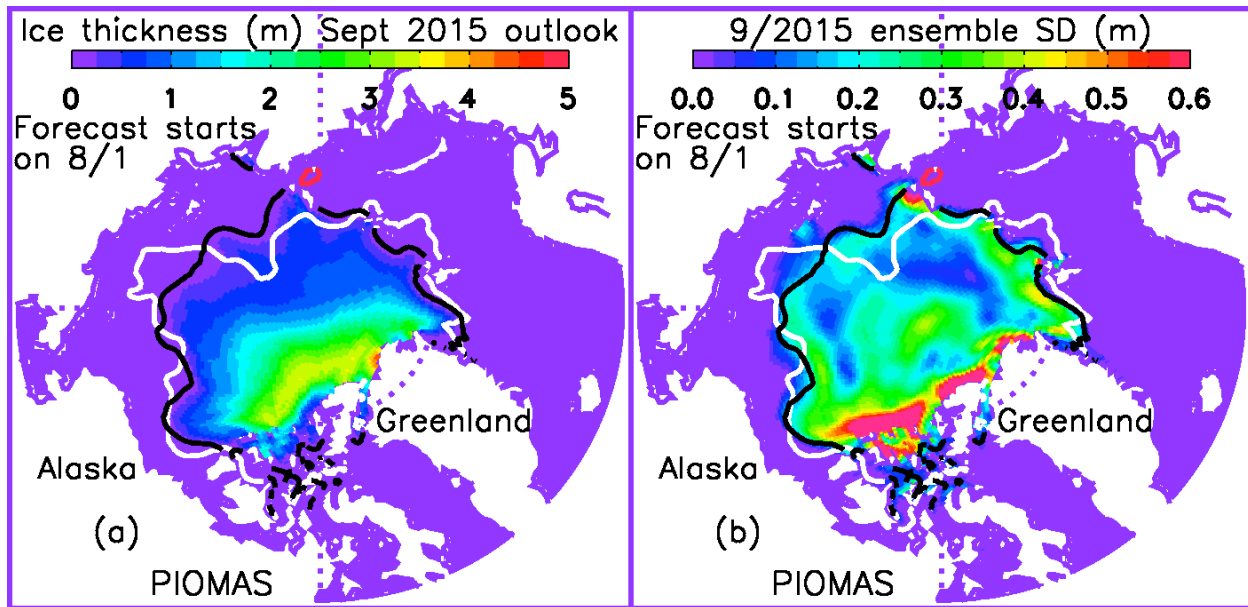 Ice thickness (m) Sept 2015 outlook
0 1 2 3 4 5
Forecast starts
on 8/1
Greenland
Alaska
(a)
PIOMAS
9/2015 ensemble SD (m)
0.0 0.1 0.2 0.3 0.4 0.5 0.6
Forecast starts
on 8/1
Greenland
Alaska
(b)
PIOMAS